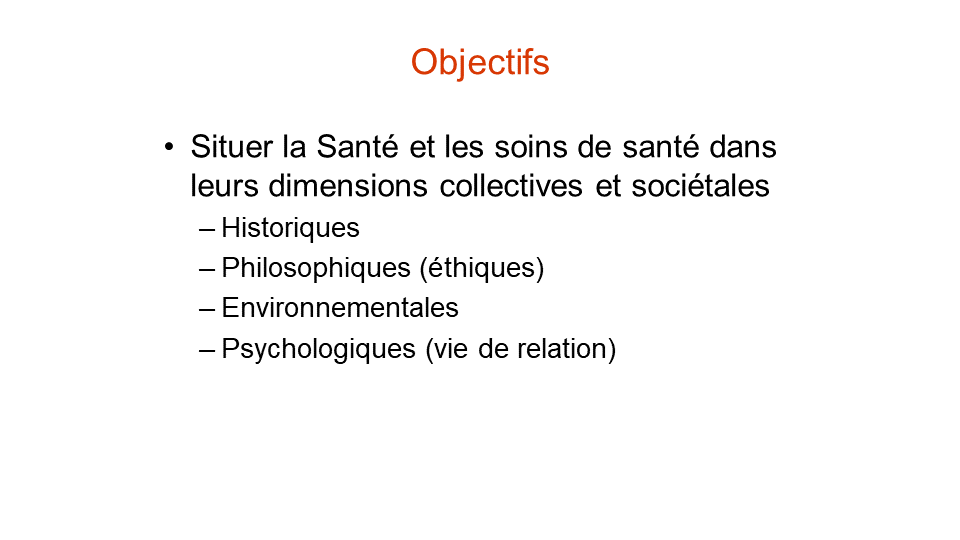 Objectifs
• Situer la Santé et les soins de santé dans
leurs dimensions collectives et sociétales
– Historiques
– Philosophiques (éthiques)
– Environnementales
– Psychologiques (vie de relation)